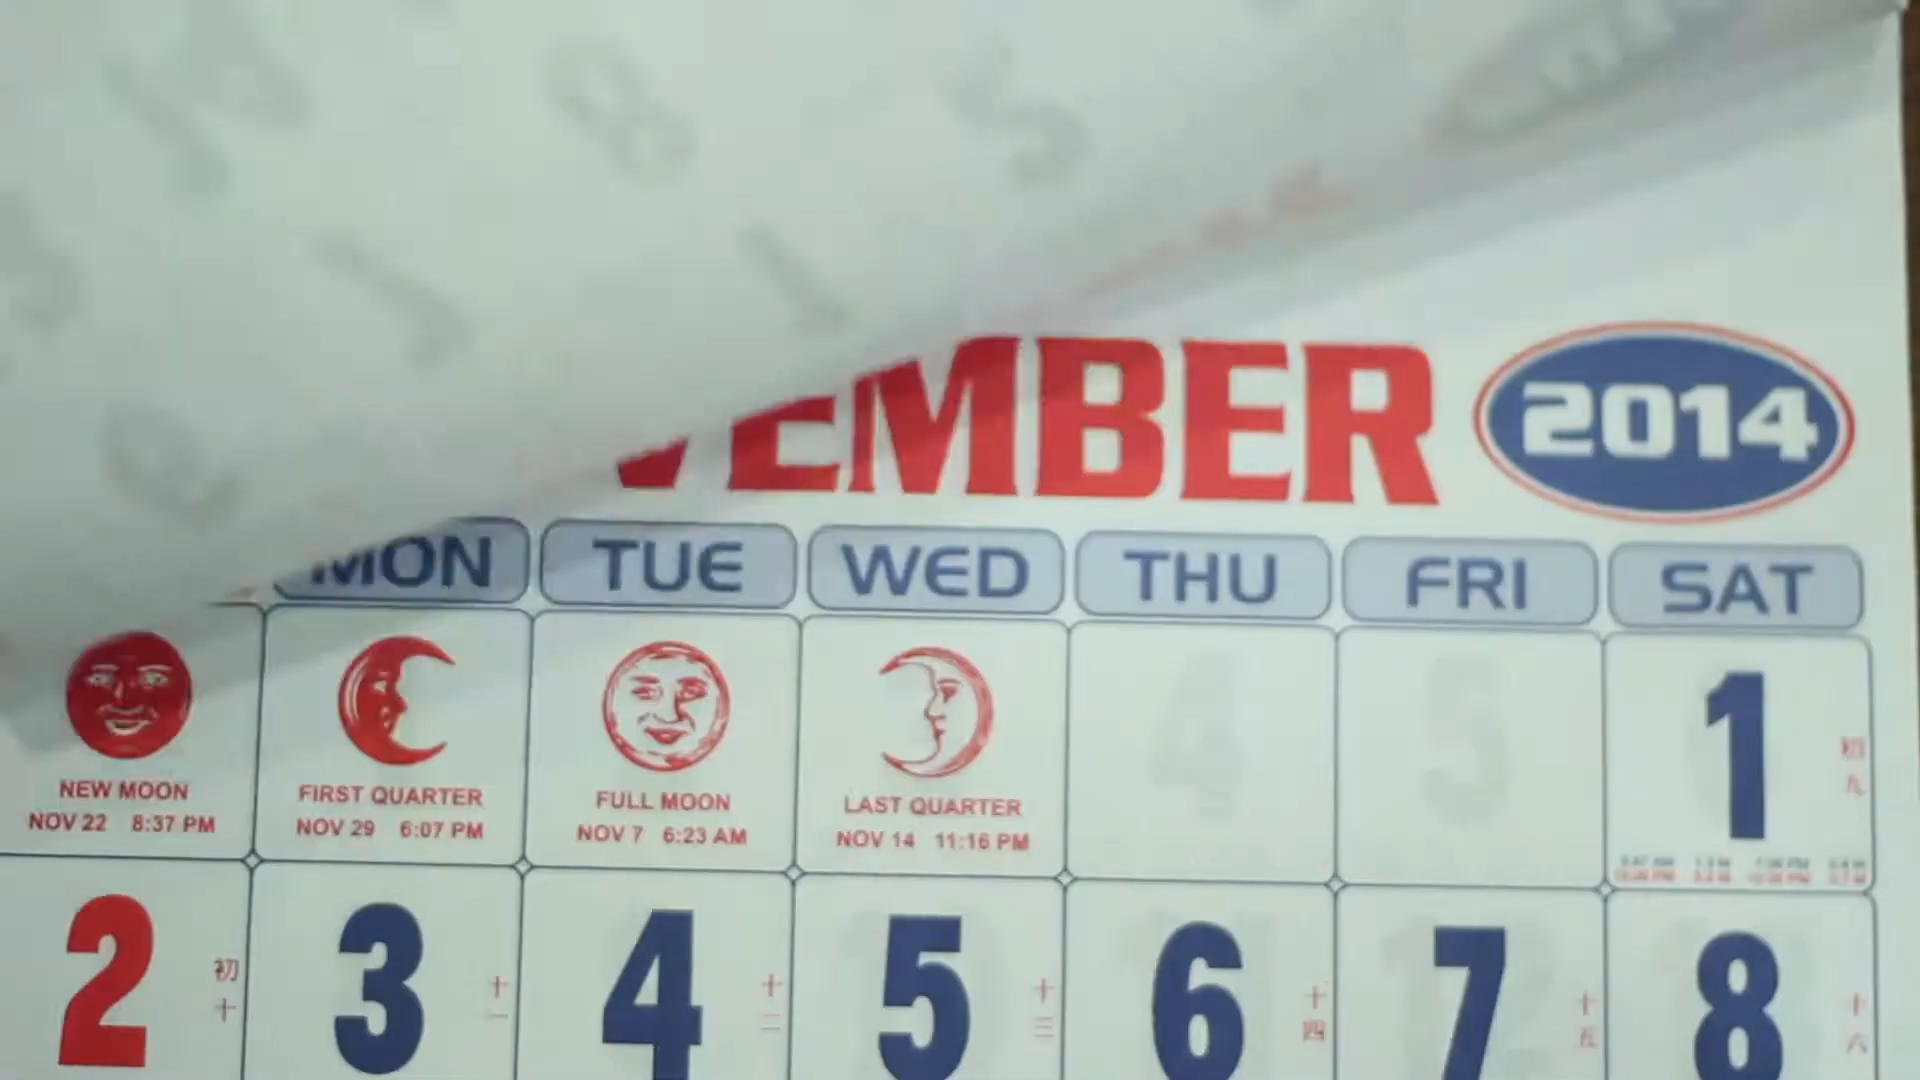 VEMBER 2014
MON TUE WED THU FRI SAT
NEW MOON
NOV 22 8:37 PM
FIRST QUARTER
NOV 29 6:07 PM
FULL MOON
NOV 7 6:23 AM
LAST QUARTER
NOV 14 11:16 PM
4 5
1 初九
2 初十
3 十一
4 十二
5 十三
6 十四
7 十五
8 十六